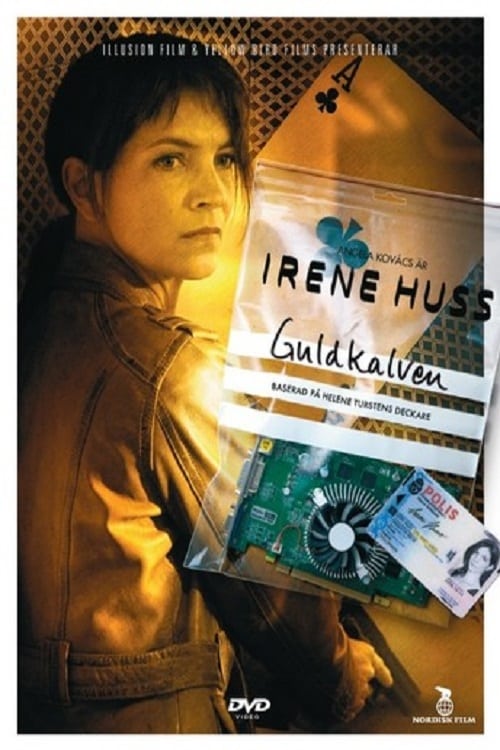 ILLUSION FILM & YELLOW BIRD FILMS PRESENTERAR
A
ANGELA KOVÁCS ÄR
IRENE HUSS
Guldkalven
BASERAD PÅ HELENE TURSTENS DECKARE
POLIS
DVD
VIDEO
NORDISK FILM